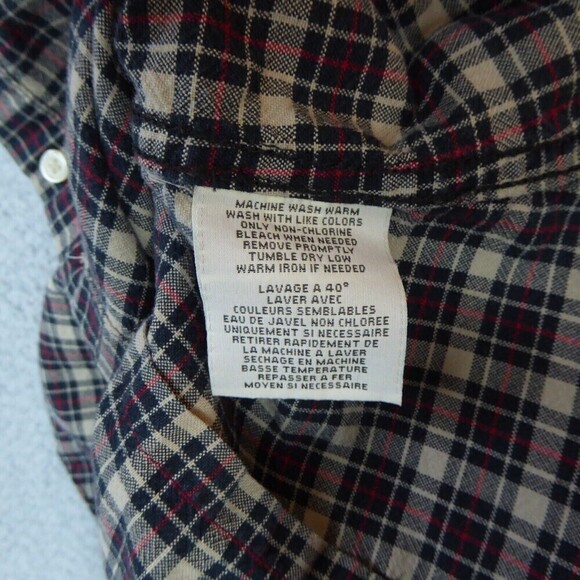 MACHINE WASH WARM
WASH WITH LIKE COLORS
ONLY NON-CHLORINE
BLEACH WHEN NEEDED
REMOVE PROMPTLY
TUMBLE DRY LOW
WARM IRON IF NEEDED
LAVAGE A 40°
LAVER AVEC
COULEURS SEMBLABLES
EAU DE JAVEL NON CHLOREE
UNIQUEMENT SI NECESSAIRE
RETIRER RAPIDEMENT DE
LA MACHINE A LAVER
SECHAGE EN MACHINE
BASSE TEMPERATURE
REPASSER A FER
MOYEN SI NECESSAIRE